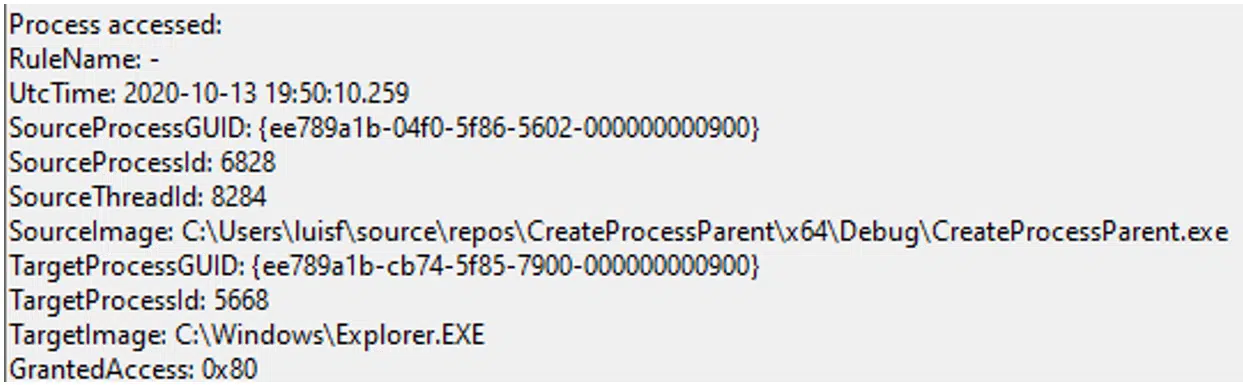 Process accessed:
RuleName: -
UtcTime: 2020-10-13 19:50:10.259
SourceProcessGUID: {ee789a1b-04f0-5f86-5602-000000000900}
SourceProcessId: 6828
SourceThreadId: 8284
SourceImage: C:\Users\luisf\source\repos\CreateProcessParent\x64\Debug\CreateProcessParent.exe
TargetProcessGUID: {ee789a1b-cb74-5f85-7900-000000000900}
TargetProcessId: 5668
TargetImage: C:\Windows\Explorer.EXE
GrantedAccess: 0x80